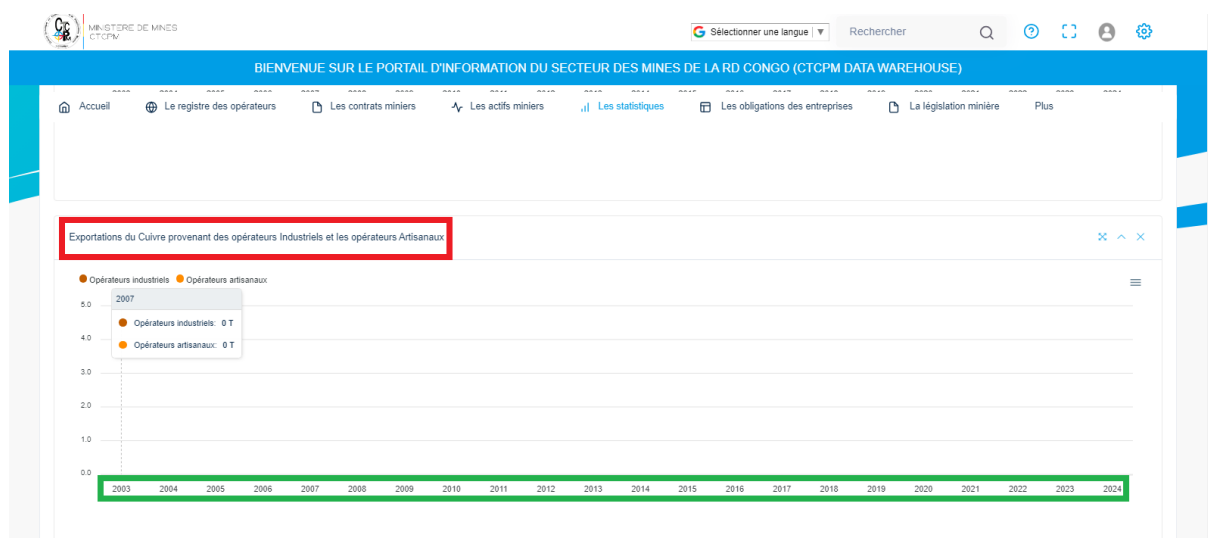 MINISTERE DE MINES
CTCPM
Sélectionner une langue ▼
Rechercher
BIENVENUE SUR LE PORTAIL D'INFORMATION DU SECTEUR DES MINES DE LA RD CONGO (CTCPM DATA WAREHOUSE)
Accueil Le registre des opérateurs Les contrats miniers Les actifs miniers Les statistiques Les obligations des entreprises La législation minière Plus
Exportations du Cuivre provenant des opérateurs Industriels et les opérateurs Artisanaux
Opérateurs industriels Opérateurs artisanaux
2007
Opérateurs industriels: 0 T
Opérateurs artisanaux: 0 T
5.0
4.0
3.0
2.0
1.0
0.0
2003 2004 2005 2006 2007 2008 2009 2010 2011 2012 2013 2014 2015 2016 2017 2018 2019 2020 2021 2022 2023 2024